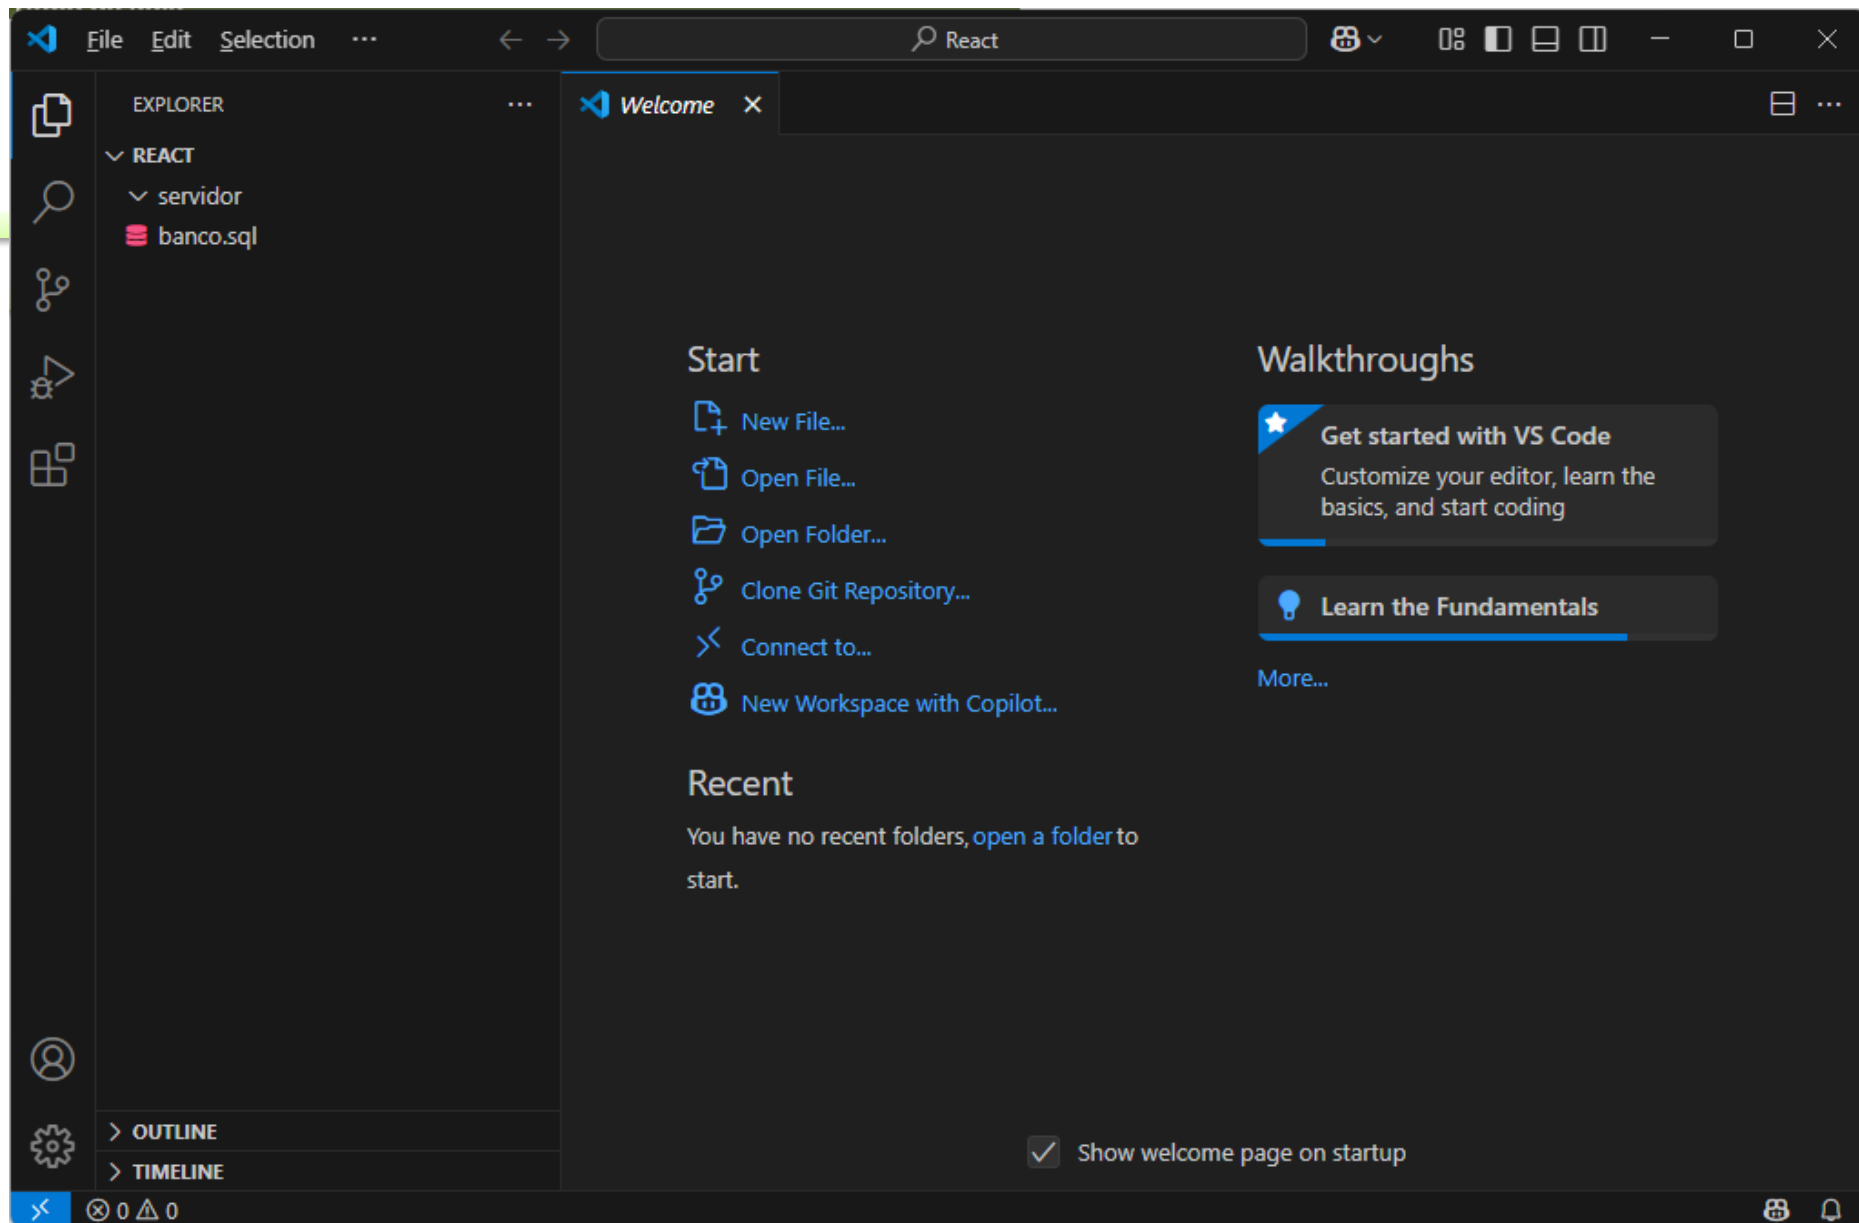 File Edit Selection ··· React
EXPLORER ···
Welcome
REACT
servidor
banco.sql
Start
New File...
Open File...
Open Folder...
Clone Git Repository...
Connect to...
New Workspace with Copilot...
Recent
You have no recent folders, open a folder to
start.
Walkthroughs
Get started with VS Code
Customize your editor, learn the
basics, and start coding
Learn the Fundamentals
More...
Show welcome page on startup
OUTLINE
TIMELINE
0 0